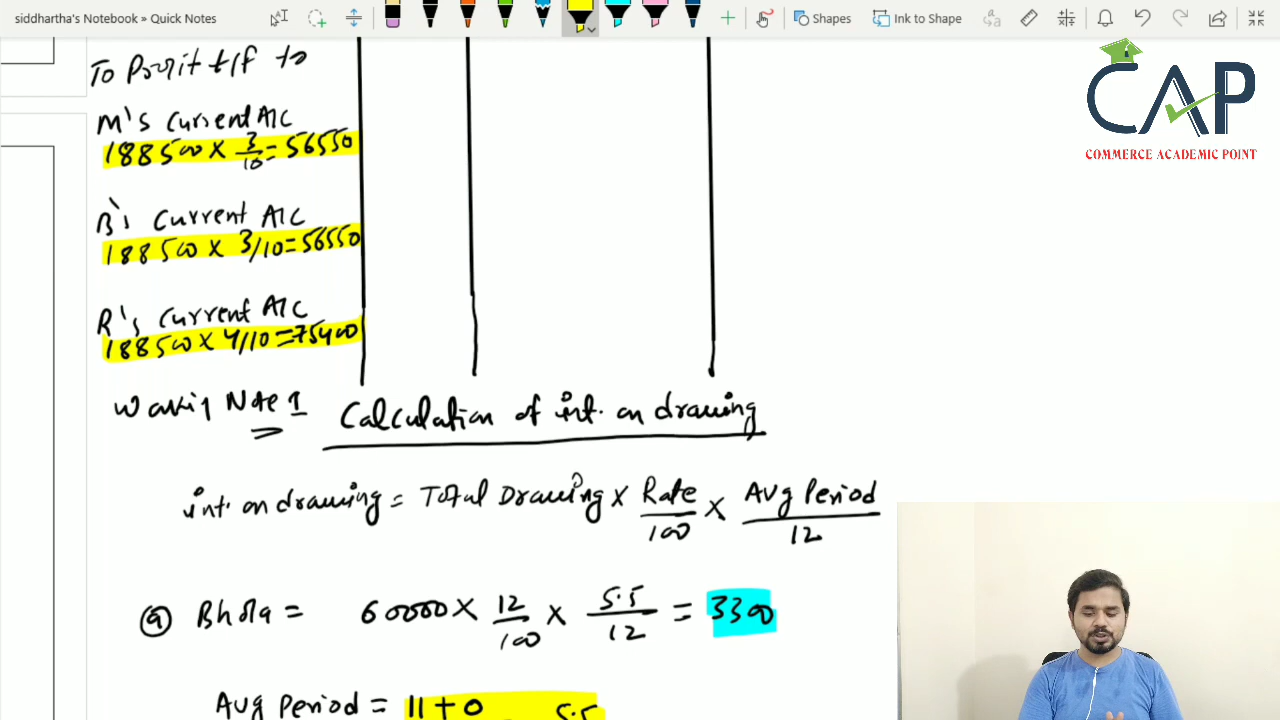 siddhartha's Notebook » Quick Notes
Shapes
Ink to Shape
CAP
COMMERCE ACADEMIC POINT
To Profit t/f to
M's Current A/C
188500 × 3/10 = 56550
B's Current A/C
188500 × 3/10 = 56550
R's Current A/C
188500 × 4/10 = 75400
Working Note 1 Calculation of int. on drawing
int. on drawing = Total Drawing × Rate/100 × Avg Period/12
(a) Bhola = 60000 × 12/100 × 5.5/12 = 3300
Avg Period = 11 + 0 5.5